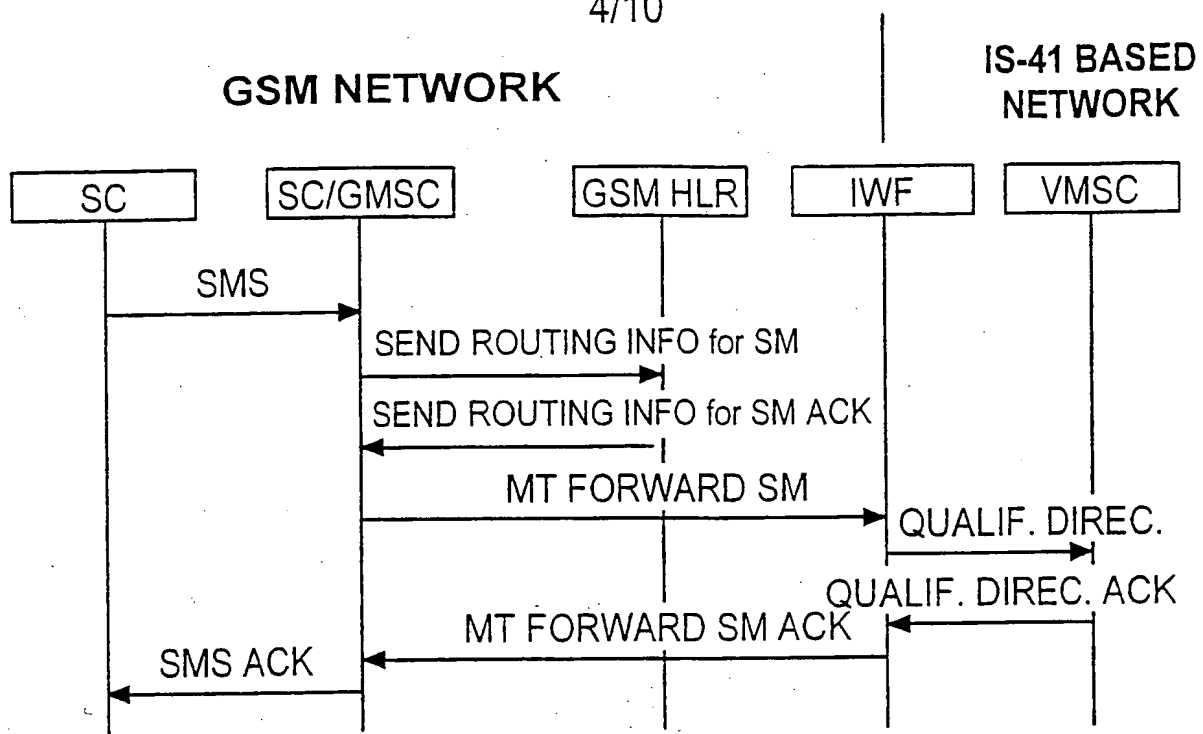 4/10
GSM NETWORK
IS-41 BASED
NETWORK
SC
SC/GMSC
GSM HLR
IWF
VMSC
SMS
SEND ROUTING INFO for SM
SEND ROUTING INFO for SM ACK
MT FORWARD SM
QUALIF. DIREC.
QUALIF. DIREC. ACK
MT FORWARD SM ACK
SMS ACK